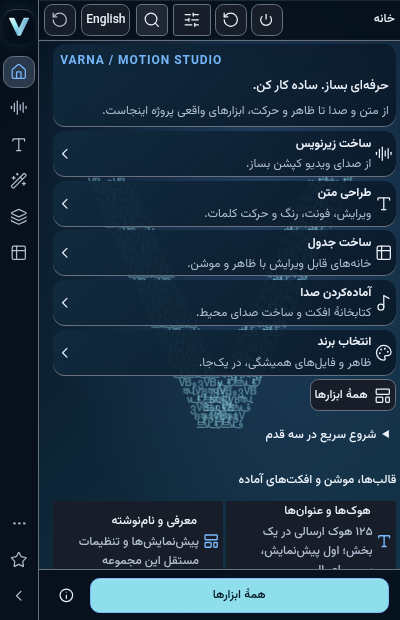 English
خانه
VARNA / MOTION STUDIO
حرفه‌ای بساز. ساده کار کن.
از متن و صدا تا ظاهر و حرکت، ابزارهای واقعی پروژه اینجاست.
ساخت زیرنویس
از صدای ویدیو کپشن بساز.
طراحی متن
ویرایش، فونت، رنگ و حرکت کلمات.
ساخت جدول
خانه‌های قابل ویرایش با ظاهر و موشن.
آماده‌کردن صدا
کتابخانهٔ افکت و ساخت صدای محیط.
انتخاب برند
ظاهر و فایل‌های همیشگی، در یک‌جا.
همهٔ ابزارها
شروع سریع در سه قدم
قالب‌ها، موشن و افکت‌های آماده
هوک‌ها و عنوان‌ها
۱۲۵ هوک ارسالی در یک
بخش؛ اول پیش‌نمایش،
معرفی و نام‌نوشته
پیش‌نمایش‌ها و تنظیمات
مستقل این مجموعه
همهٔ ابزارها